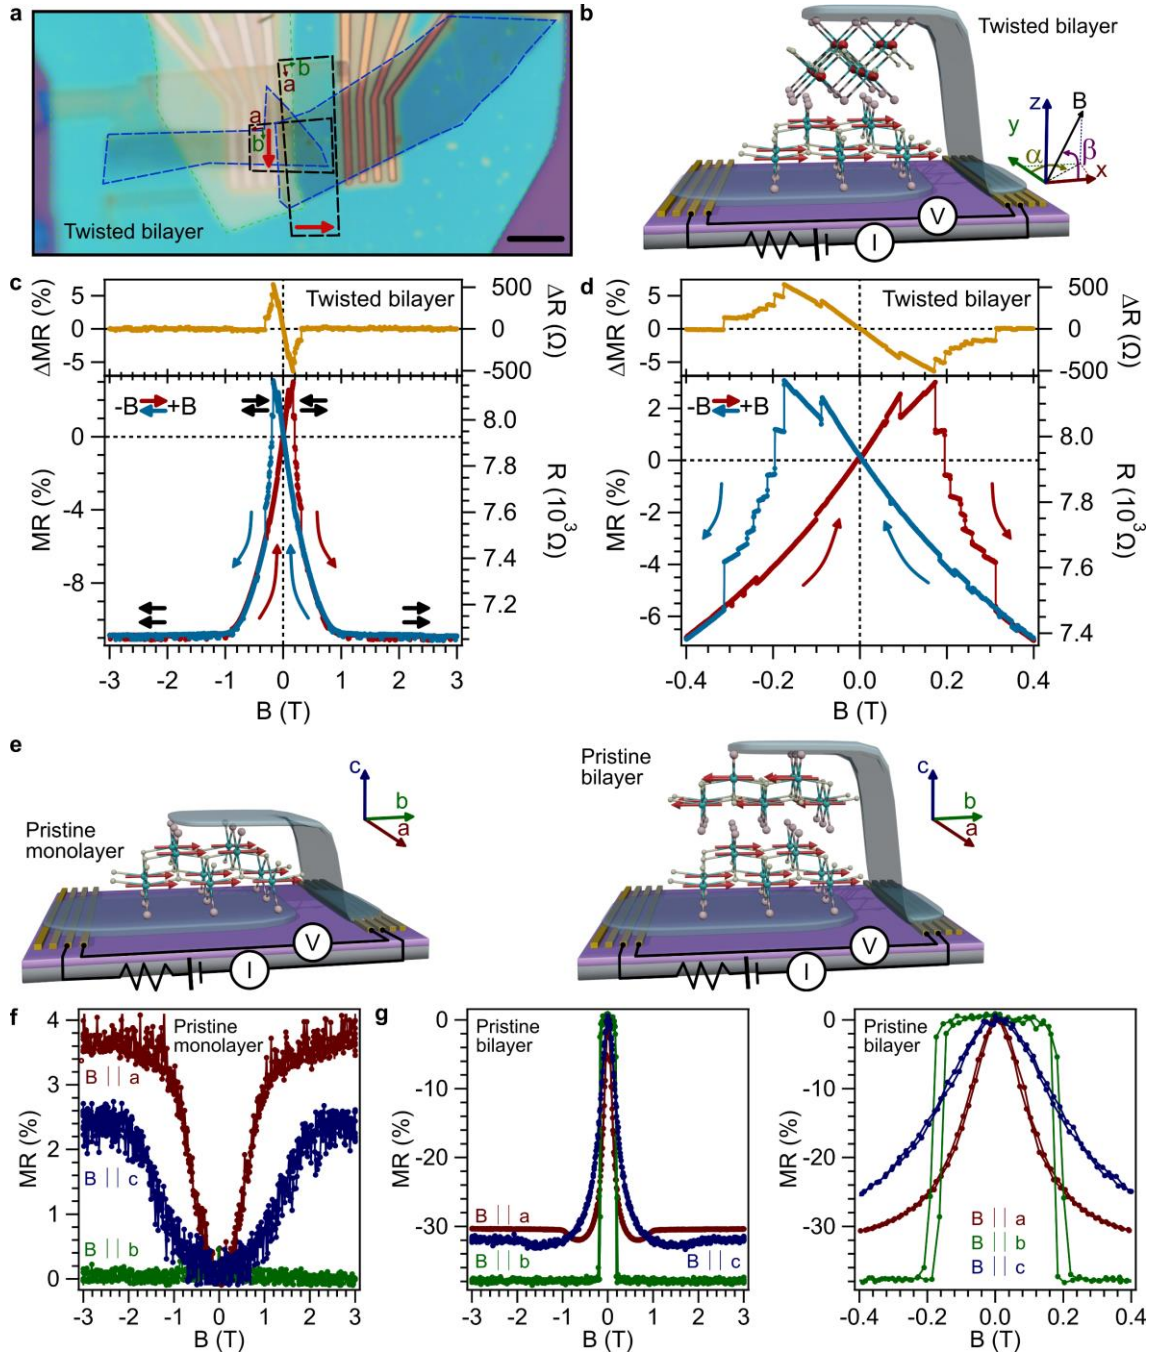 a
b
a
a
b
Twisted bilayer
b
Twisted bilayer
z
B
y
α
β
x
V
I
c
Twisted bilayer
ΔMR (%)
5
0
-5
500
0
-500
ΔR (Ω)
-B
+B
MR (%)
0
-4
-8
8.0
7.8
7.6
7.4
7.2
R (10³Ω)
-3 -2 -1 0 1 2 3
B (T)
d
Twisted bilayer
ΔMR (%)
5
0
-5
500
0
-500
ΔR (Ω)
-B
+B
MR (%)
2
0
-2
-4
-6
8.0
7.8
7.6
7.4
R (10³Ω)
-0.4 -0.2 0.0 0.2 0.4
B (T)
e
Pristine
monolayer
c
b
a
V
I
Pristine
bilayer
c
b
a
V
I
f
Pristine
monolayer
MR (%)
4
3
2
1
0
B || a
B || c
B || b
-3 -2 -1 0 1 2 3
B (T)
g
Pristine
bilayer
MR (%)
0
-10
-20
-30
B || a
B || b
B || c
-3 -2 -1 0 1 2 3
B (T)
Pristine
bilayer
MR (%)
0
-10
-20
-30
B || a
B || b
B || c
-0.4 -0.2 0.0 0.2 0.4
B (T)